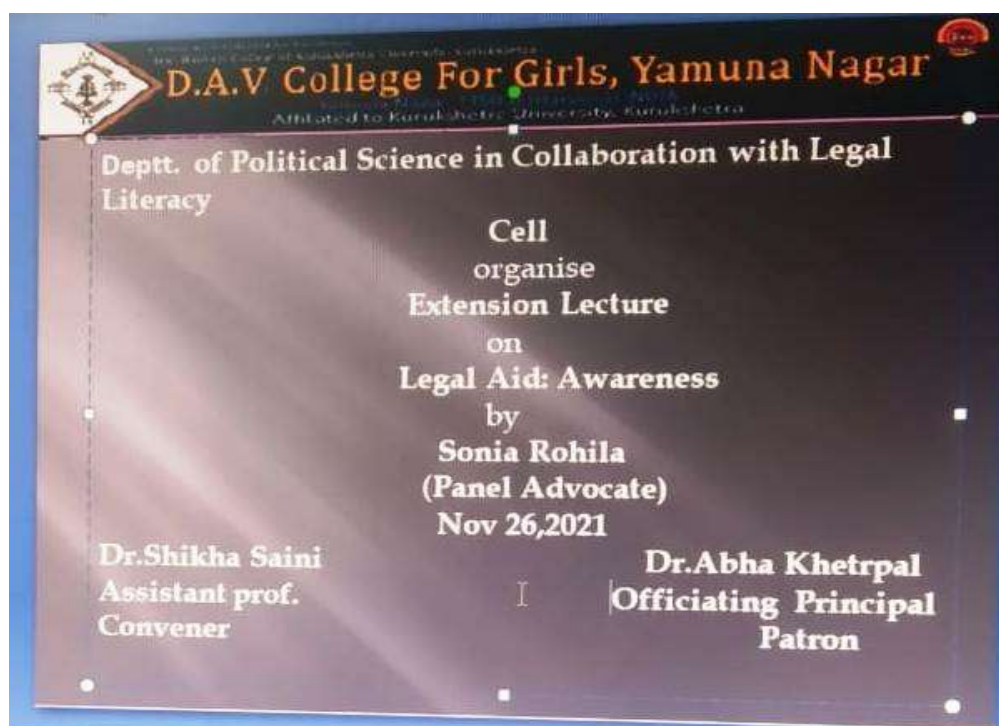 D.A.V College For Girls, Yamuna Nagar
Affiliated to Kurukshetra University, Kurukshetra
Deptt. of Political Science in Collaboration with Legal
Literacy
Cell
organise
Extension Lecture
on
Legal Aid: Awareness
by
Sonia Rohila
(Panel Advocate)
Nov 26,2021
Dr.Shikha Saini
Dr.Abha Khetrpal
Assistant prof.
Officiating Principal
Convener
Patron